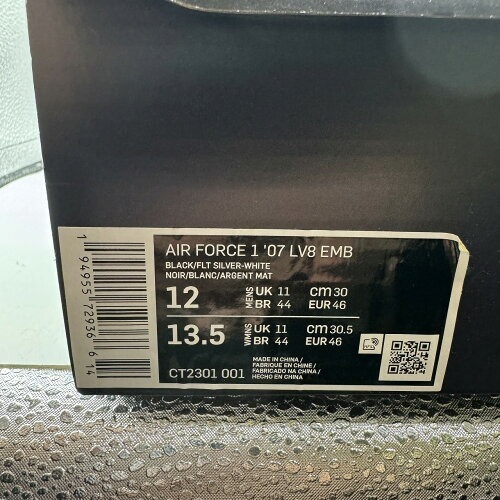 AIR FORCE 1 '07 LV8 EMB
BLACK/FLT SILVER-WHITE
NOIR/BLANC/ARGENT MAT
12 MENS UK 11 CM 30
BR 44 EUR 46
13.5 WMNS UK 11 CM 30.5
BR 44 EUR 46
MADE IN CHINA/
FABRIQUÉ EN CHINE/
FABRICADO NA CHINA/
HECHO EN CHINA
CT2301 001
1 94955 72936 6 14